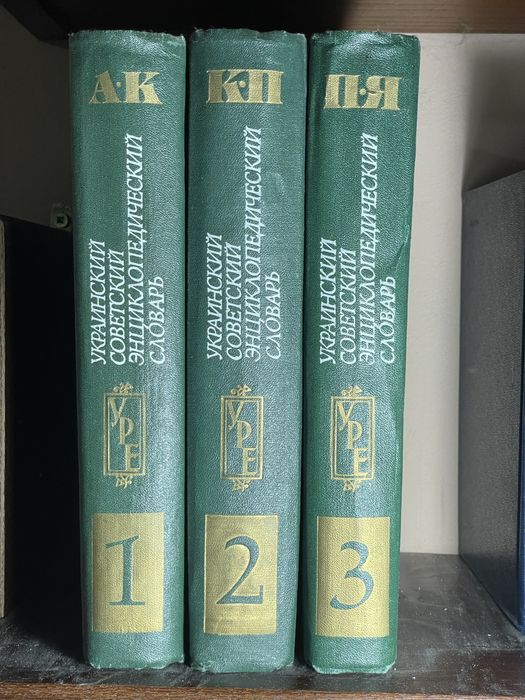 А·К
УКРАИНСКИЙ
СОВЕТСКИЙ
ЭНЦИКЛОПЕДИЧЕСКИЙ
СЛОВАРЬ
УРЕ
1
К·П
УКРАИНСКИЙ
СОВЕТСКИЙ
ЭНЦИКЛОПЕДИЧЕСКИЙ
СЛОВАРЬ
УРЕ
2
П·Я
УКРАИНСКИЙ
СОВЕТСКИЙ
ЭНЦИКЛОПЕДИЧЕСКИЙ
СЛОВАРЬ
УРЕ
3